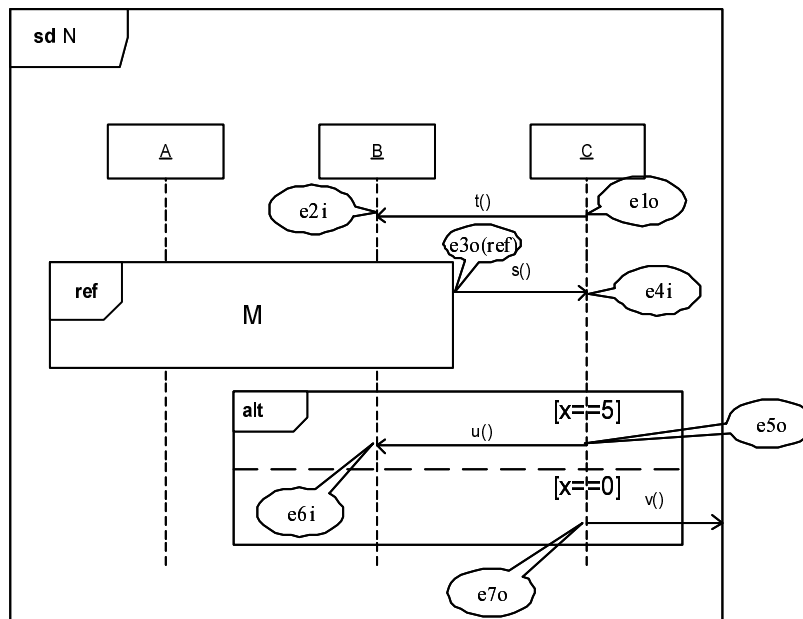 sd N
A
B
C
t()
e1o
e2i
e3o(ref)
s()
ref
M
e4i
alt
[x==5]
u()
e5o
[x==0]
e6i
v()
e7o